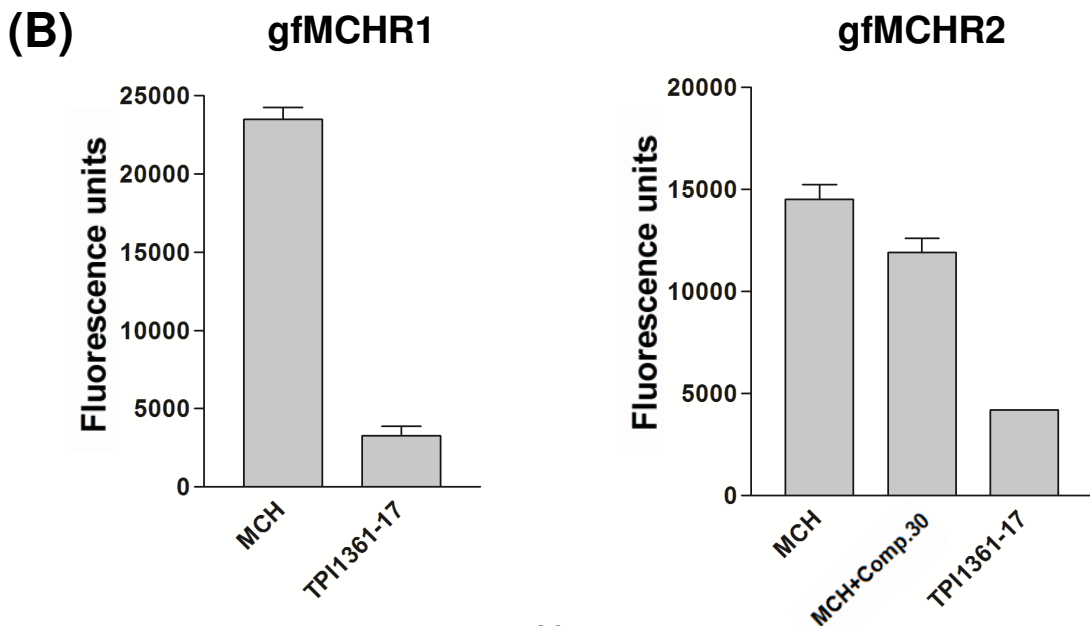 (B)
gfMCHR1
gfMCHR2
Fluorescence units
25000
20000
15000
10000
5000
0
MCH
TPI1361-17
Fluorescence units
20000
15000
10000
5000
0
MCH
MCH+Comp.30
TPI1361-17